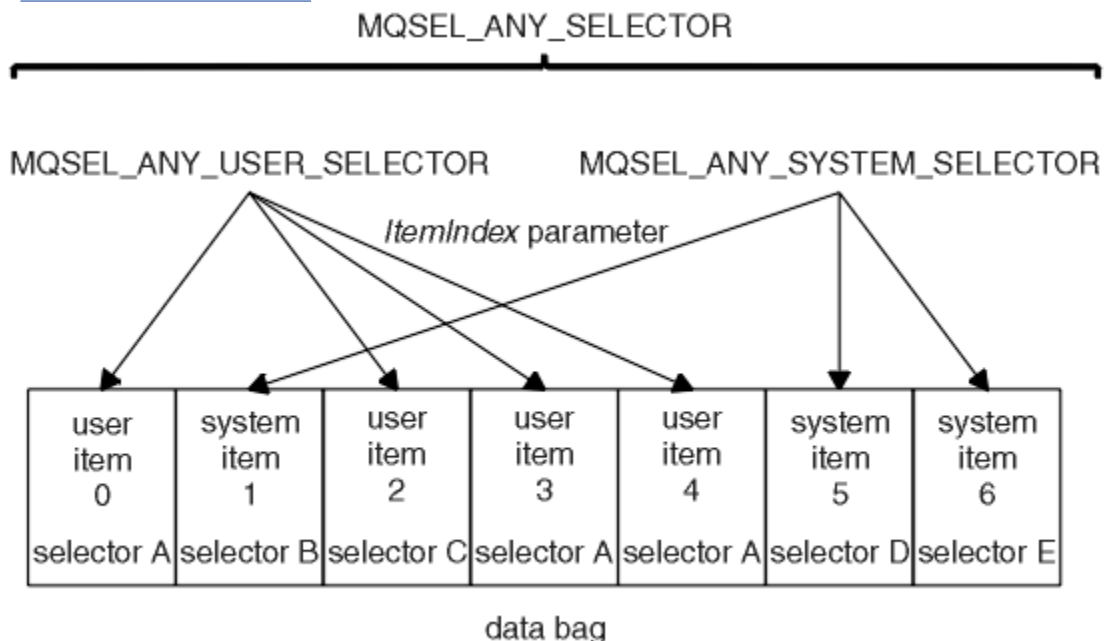 MQSEL_ANY_SELECTOR
MQSEL_ANY_USER_SELECTOR
MQSEL_ANY_SYSTEM_SELECTOR
ItemIndex parameter
user
item
0
selector A
system
item
1
selector B
user
item
2
selector C
user
item
3
selector A
user
item
4
selector A
system
item
5
selector D
system
item
6
selector E
data bag